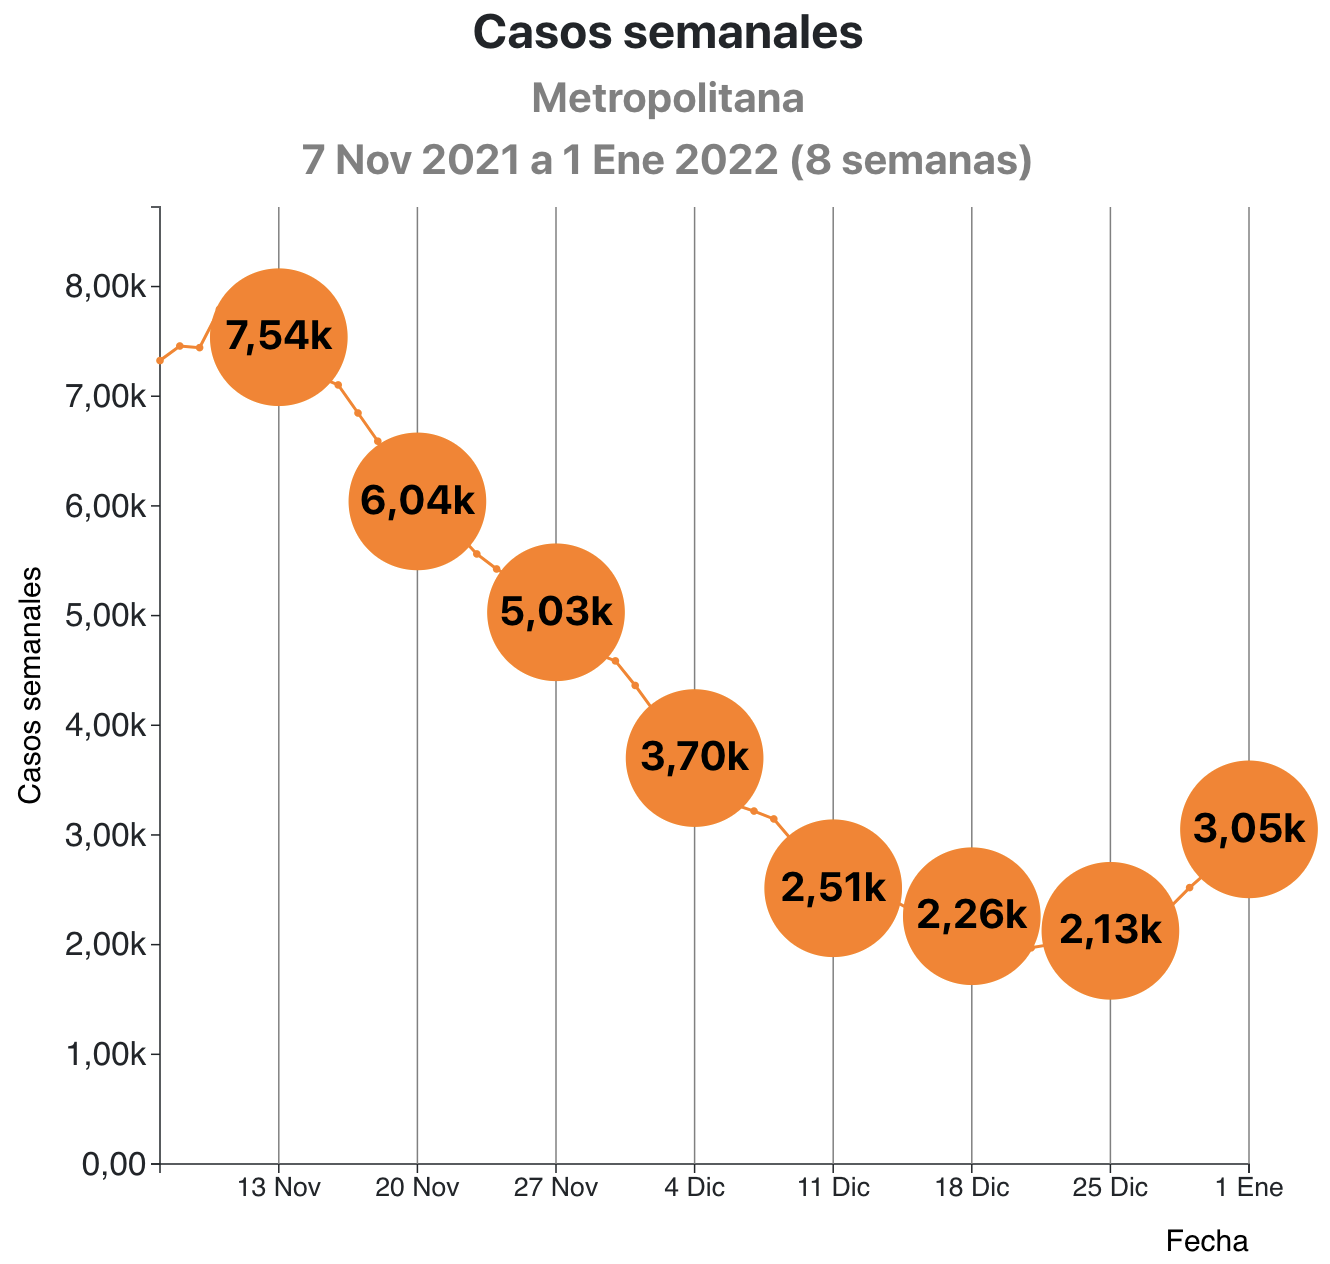 Casos semanales
Metropolitana
7 Nov 2021 a 1 Ene 2022 (8 semanas)
8,00k
7,00k
6,00k
5,00k
4,00k
3,00k
2,00k
1,00k
0,00
Casos semanales
7,54k
6,04k
5,03k
3,70k
2,51k
2,26k
2,13k
3,05k
13 Nov
20 Nov
27 Nov
4 Dic
11 Dic
18 Dic
25 Dic
1 Ene
Fecha